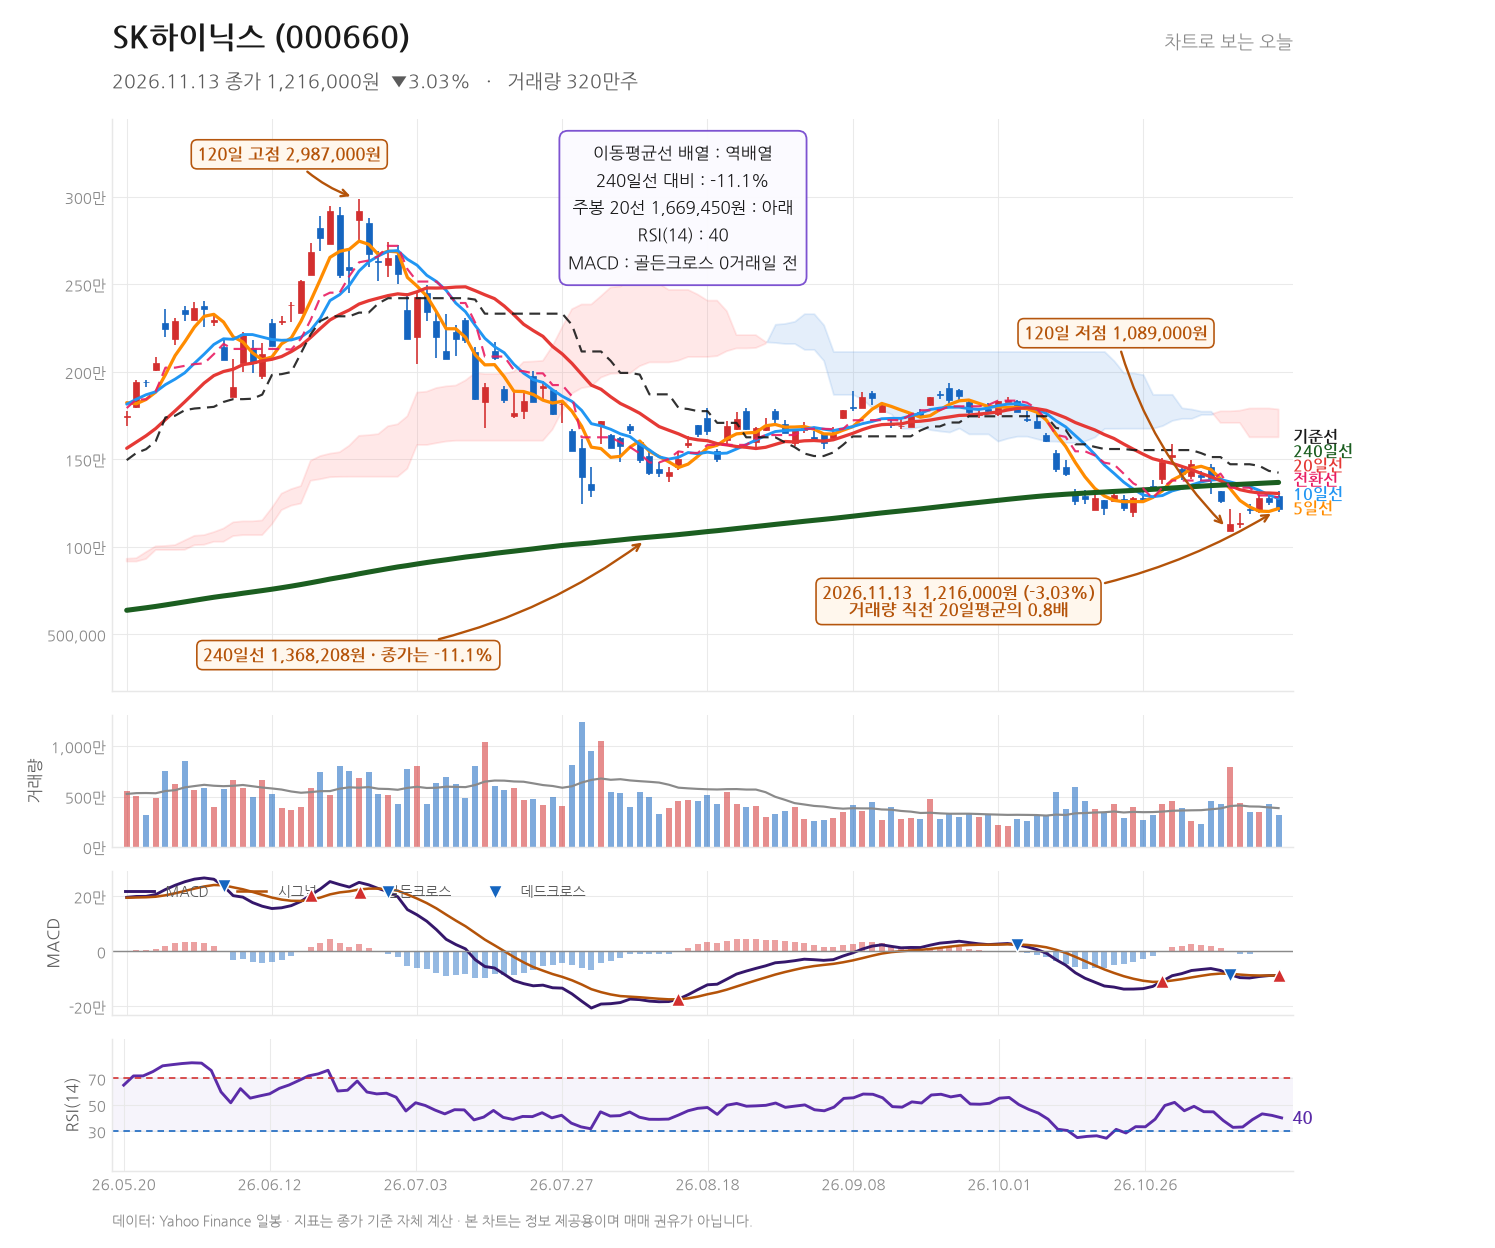 SK하이닉스 (000660)
차트로 보는 오늘
2026.11.13 종가 1,216,000원 ▼3.03% · 거래량 320만주
120일 고점 2,987,000원
이동평균선 배열 : 역배열
240일선 대비 : -11.1%
주봉 20선 1,669,450원 : 아래
RSI(14) : 40
MACD : 골든크로스 0거래일 전
120일 저점 1,089,000원
300만
250만
200만
150만
100만
500,000
기준선
240일선
20일선
전환선
10일선
5일선
2026.11.13 1,216,000원 (-3.03%)
거래량 직전 20일평균의 0.8배
240일선 1,368,208원 · 종가는 -11.1%
거래량
1,000만
500만
0만
MACD
MACD
시그널
골든크로스
데드크로스
20만
0
-20만
RSI(14)
70
50
30
40
26.05.20
26.06.12
26.07.03
26.07.27
26.08.18
26.09.08
26.10.01
26.10.26
데이터: Yahoo Finance 일봉 · 지표는 종가 기준 자체 계산 · 본 차트는 정보 제공용이며 매매 권유가 아닙니다.